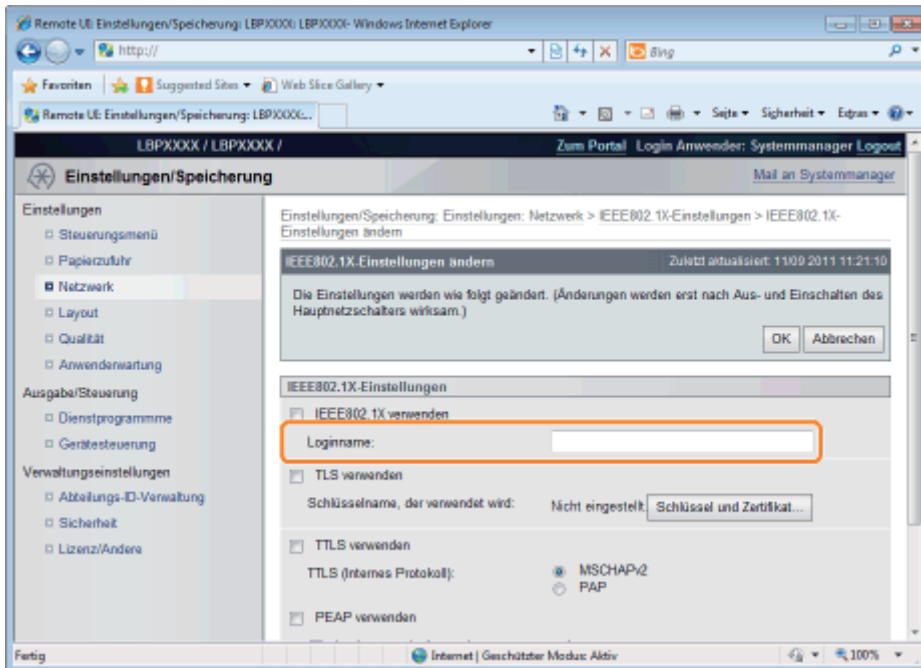 Remote UI: Einstellungen/Speicherung: LBPXXXX: LBPXXXX- Windows Internet Explorer
http://
Bing
Favoriten Suggested Sites Web Slice Gallery
Remote UI: Einstellungen/Speicherung: LBPXXXX:...
Seite Sicherheit Extras
LBPXXXX / LBPXXXX /
Zum Portal Login Anwender: Systemmanager Logout
Einstellungen/Speicherung
Mail an Systemmanager
Einstellungen
Steuerungsmenü
Papierzufuhr
Netzwerk
Layout
Qualität
Anwenderwartung
Ausgabe/Steuerung
Dienstprogrammme
Gerätesteuerung
Verwaltungseinstellungen
Abteilungs-ID-Verwaltung
Sicherheit
Lizenz/Andere
Einstellungen/Speicherung: Einstellungen: Netzwerk > IEEE802.1X-Einstellungen > IEEE802.1X-
Einstellungen ändern
IEEE802.1X-Einstellungen ändern
Zuletzt aktualisiert: 11/09 2011 11:21:10
Die Einstellungen werden wie folgt geändert. (Änderungen werden erst nach Aus- und Einschalten des
Hauptnetzschalters wirksam.)
OK Abbrechen
IEEE802.1X-Einstellungen
IEEE802.1X verwenden
Loginname:
TLS verwenden
Schlüsselname, der verwendet wird: Nicht eingestellt. Schlüssel und Zertifikat...
TTLS verwenden
TTLS (Internes Protokoll): MSCHAPv2
PAP
PEAP verwenden
Fertig
Internet | Geschützter Modus: Aktiv
100%